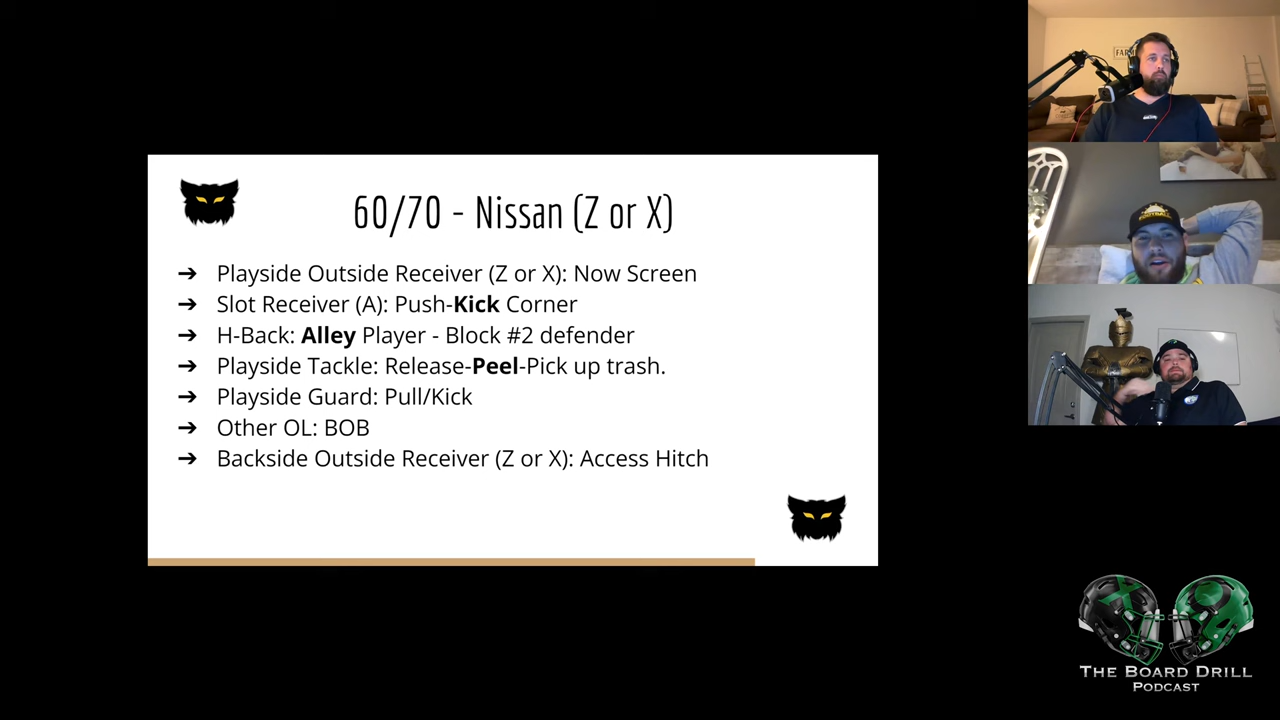 60/70 - Nissan (Z or X)
➔ Playside Outside Receiver (Z or X): Now Screen
➔ Slot Receiver (A): Push-Kick Corner
➔ H-Back: Alley Player - Block #2 defender
➔ Playside Tackle: Release-Peel-Pick up trash.
➔ Playside Guard: Pull/Kick
➔ Other OL: BOB
➔ Backside Outside Receiver (Z or X): Access Hitch
THE BOARD DRILL
PODCAST